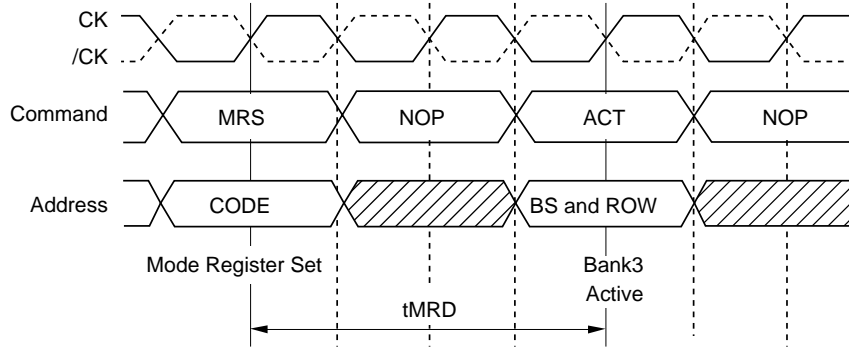 CK
/CK
Command MRS NOP ACT NOP
Address CODE BS and ROW
Mode Register Set Bank3
Active
tMRD